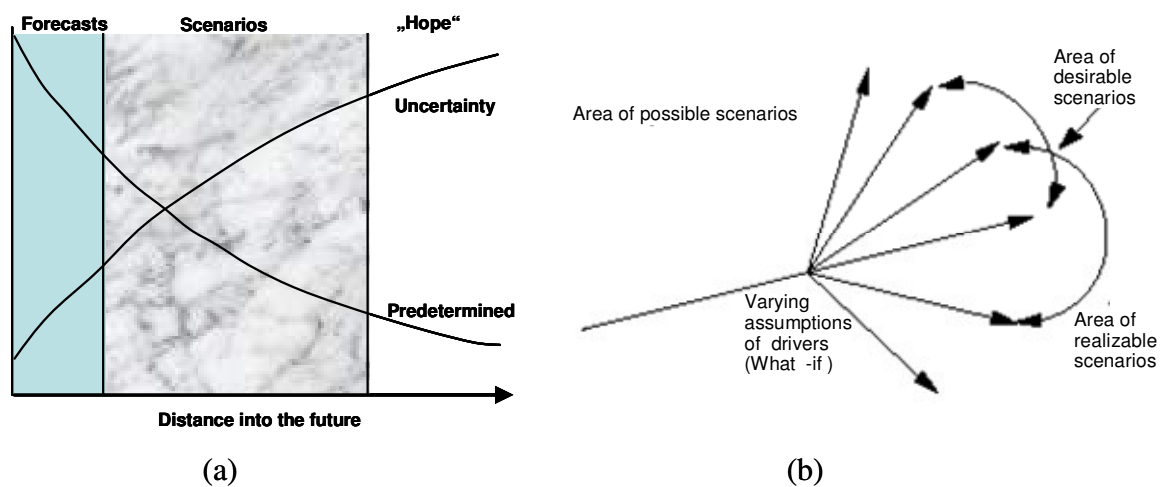 Forecasts
Scenarios
„Hope“
Uncertainty
Predetermined
Distance into the future
(a)
Area of possible scenarios
Area of
desirable
scenarios
Varying
assumptions
of drivers
(What -if )
Area of
realizable
scenarios
(b)